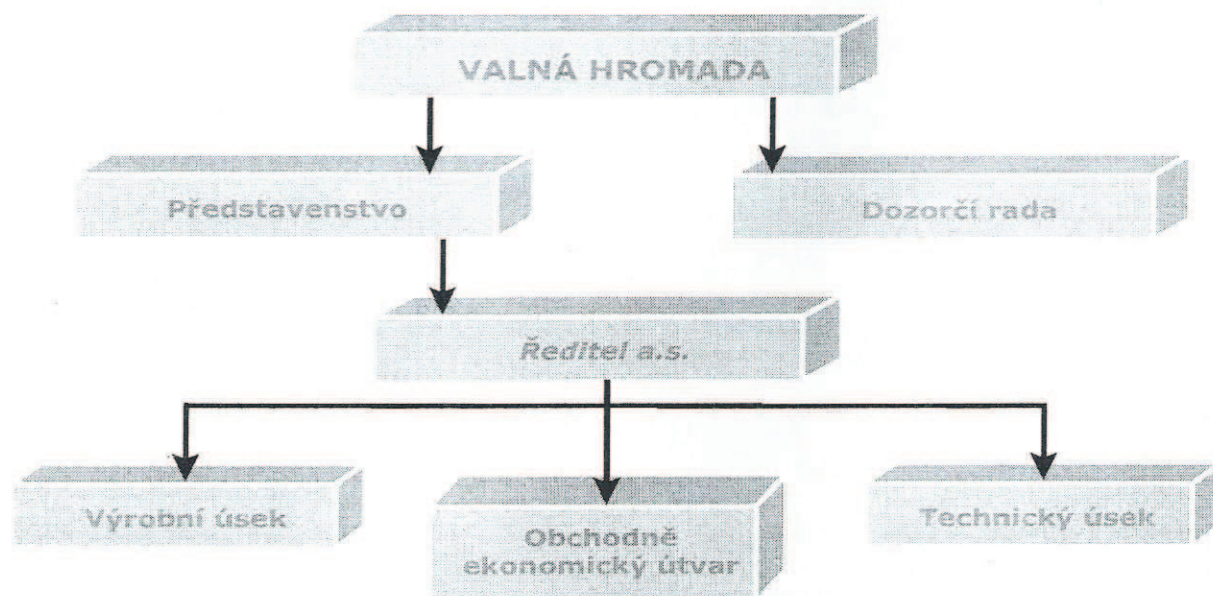 VALNÁ HROMADA
Představenstvo
Dozorčí rada
Ředitel a.s.
Výrobní úsek
Obchodně
ekonomický útvar
Technický úsek